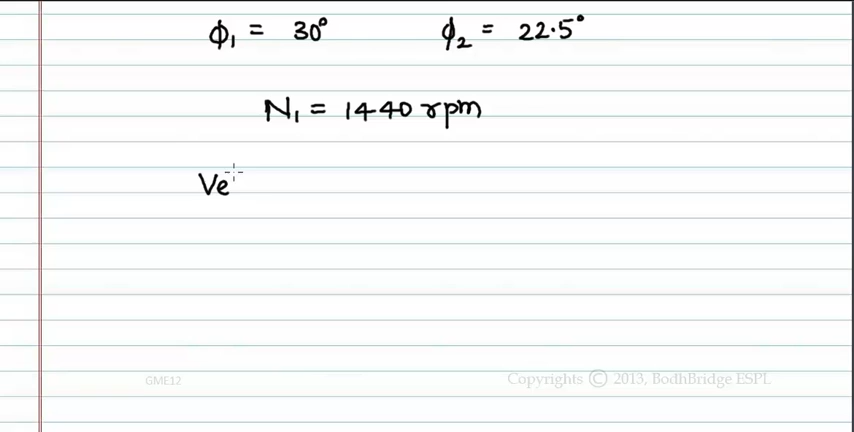 ϕ₁ = 30° ϕ₂ = 22.5°
N₁ = 1440 rpm
Ve
GME12 Copyrights © 2013, BodhBridge ESPL